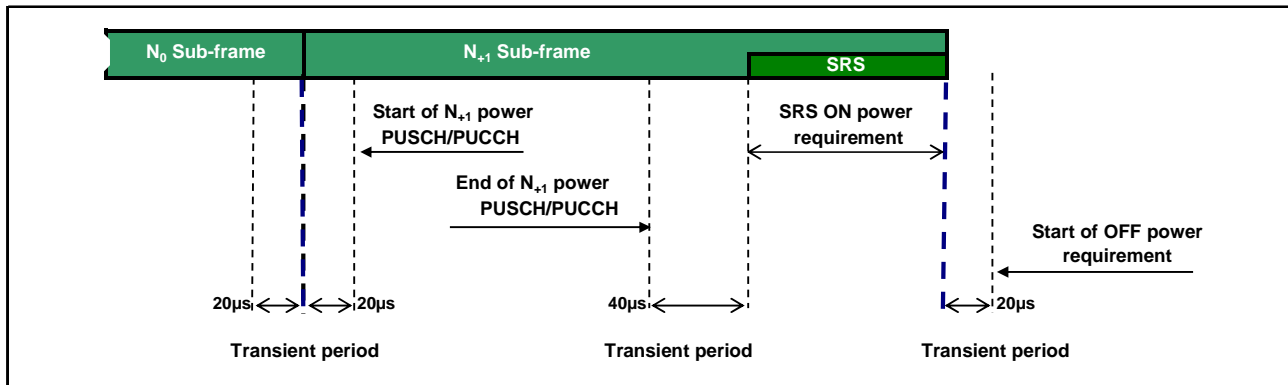 N0 Sub-frame
N+1 Sub-frame
SRS
Start of N+1 power
PUSCH/PUCCH
SRS ON power
requirement
End of N+1 power
PUSCH/PUCCH
Start of OFF power
requirement
20µs
20µs
40µs
20µs
Transient period
Transient period
Transient period